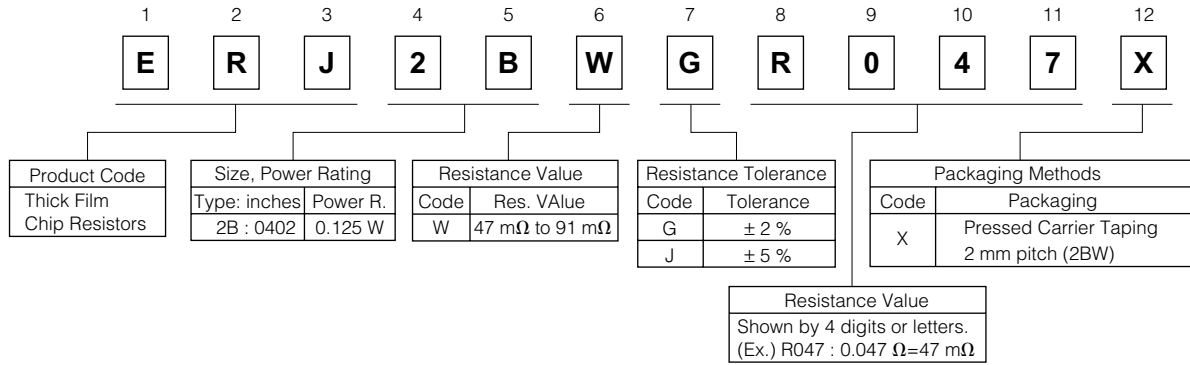 1 2 3 4 5 6 7 8 9 10 11 12
E R J 2 B W G R 0 4 7 X
Product Code
Thick Film
Chip Resistors
Size, Power Rating
Type: inches Power R.
2B : 0402 0.125 W
Resistance Value
Code Res. VAlue
W 47 mΩ to 91 mΩ
Resistance Tolerance
Code Tolerance
G ± 2 %
J ± 5 %
Packaging Methods
Code Packaging
X Pressed Carrier Taping
2 mm pitch (2BW)
Resistance Value
Shown by 4 digits or letters.
(Ex.) R047 : 0.047 Ω=47 mΩ